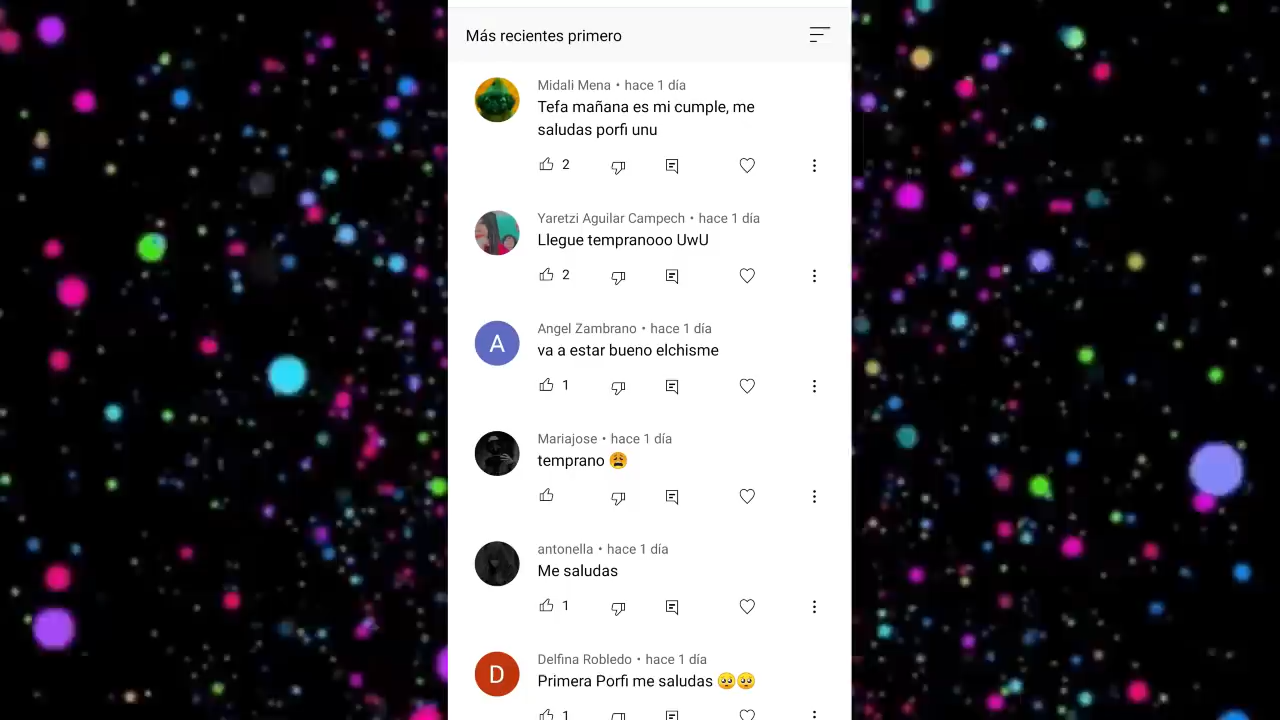 Más recientes primero
Midali Mena • hace 1 día
Tefa mañana es mi cumple, me
saludas porfi unu
2
Yaretzi Aguilar Campech • hace 1 día
Llegue tempranooo UwU
2
A
Angel Zambrano • hace 1 día
va a estar bueno elchisme
1
Mariajose • hace 1 día
temprano 😩
antonella • hace 1 día
Me saludas
1
D
Delfina Robledo • hace 1 día
Primera Porfi me saludas 🥺🥺
1